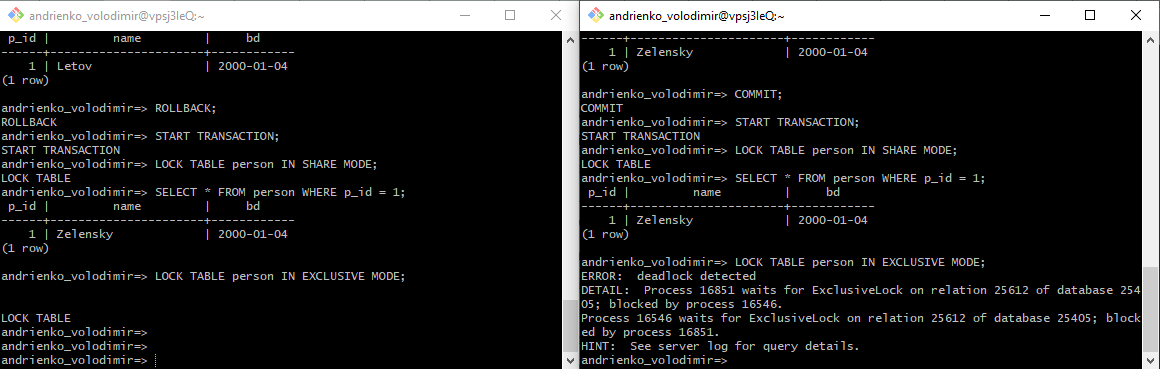 andrienko_volodimir@vpsj3leQ:~
 p_id |         name         |     bd
------+----------------------+------------
    1 | Letov                | 2000-01-04
(1 row)
andrienko_volodimir=> ROLLBACK;
ROLLBACK
andrienko_volodimir=> START TRANSACTION;
START TRANSACTION
andrienko_volodimir=> LOCK TABLE person IN SHARE MODE;
LOCK TABLE
andrienko_volodimir=> SELECT * FROM person WHERE p_id = 1;
 p_id |         name         |     bd
------+----------------------+------------
    1 | Zelensky             | 2000-01-04
(1 row)
andrienko_volodimir=> LOCK TABLE person IN EXCLUSIVE MODE;
LOCK TABLE
andrienko_volodimir=>
andrienko_volodimir=>
andrienko_volodimir=>
andrienko_volodimir@vpsj3leQ:~
------+----------------------+------------
    1 | Zelensky             | 2000-01-04
(1 row)
andrienko_volodimir=> COMMIT;
COMMIT
andrienko_volodimir=> START TRANSACTION;
START TRANSACTION
andrienko_volodimir=> LOCK TABLE person IN SHARE MODE;
LOCK TABLE
andrienko_volodimir=> SELECT * FROM person WHERE p_id = 1;
 p_id |         name         |     bd
------+----------------------+------------
    1 | Zelensky             | 2000-01-04
(1 row)
andrienko_volodimir=> LOCK TABLE person IN EXCLUSIVE MODE;
ERROR:  deadlock detected
DETAIL:  Process 16851 waits for ExclusiveLock on relation 25612 of database 254
05; blocked by process 16546.
Process 16546 waits for ExclusiveLock on relation 25612 of database 25405; block
ed by process 16851.
HINT:  See server log for query details.
andrienko_volodimir=>